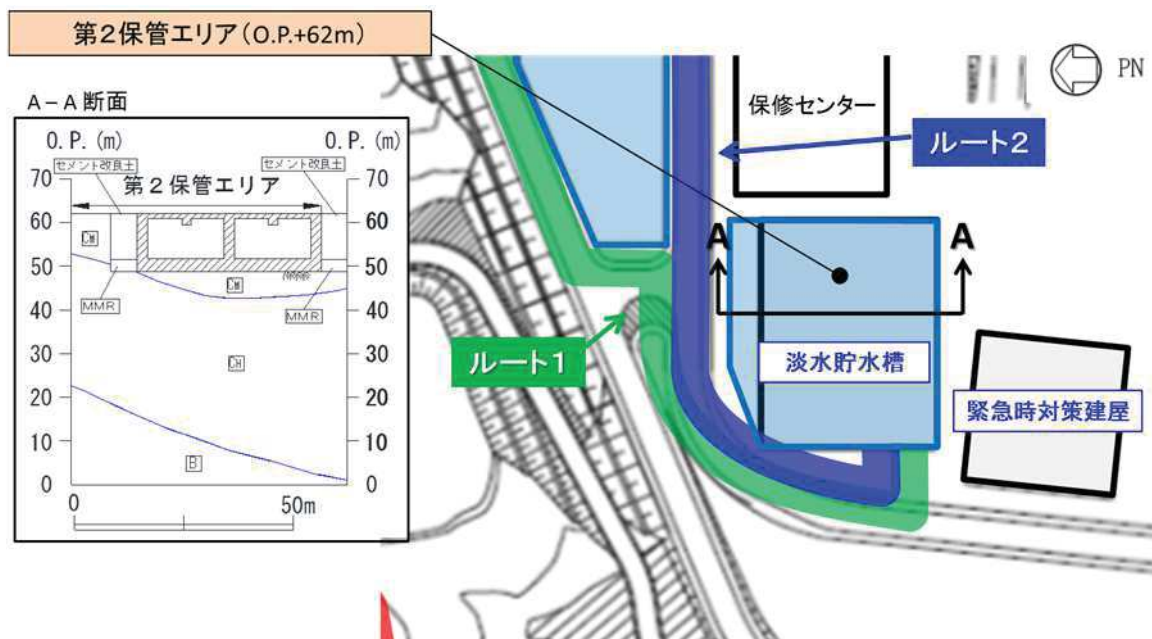 第2保管エリア(O.P.+62m)
A-A 断面
O. P. (m)
O. P. (m)
セメント改良土
セメント改良土
第2保管エリア
70
60
50
40
30
20
10
0
70
60
50
40
30
20
10
0
CM
CM
MMR
MMR
CH
B
0
50m
PN
保修センター
ルート2
A
A
ルート1
淡水貯水槽
緊急時対策建屋